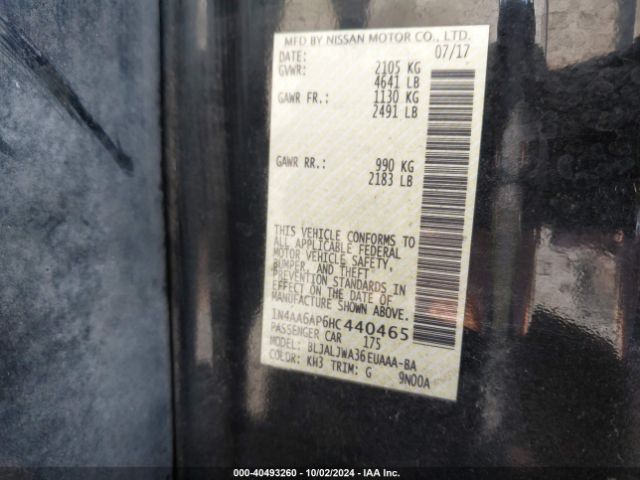 MFD BY NISSAN MOTOR CO., LTD.
DATE: 07/17
GVWR: 2105 KG
4641 LB
GAWR FR.: 1130 KG
2491 LB
GAWR RR.: 990 KG
2183 LB
THIS VEHICLE CONFORMS TO
ALL APPLICABLE FEDERAL
MOTOR VEHICLE SAFETY,
BUMPER, AND THEFT
PREVENTION STANDARDS IN
EFFECT ON THE DATE OF
MANUFACTURE SHOWN ABOVE.
1N4AA6AP6HC440465
PASSENGER CAR 175
MODEL: BLJALJWA36EUAAA-BA
COLOR: KH3 TRIM: G 9N00A
000-40493260 - 10/02/2024 - IAA Inc.